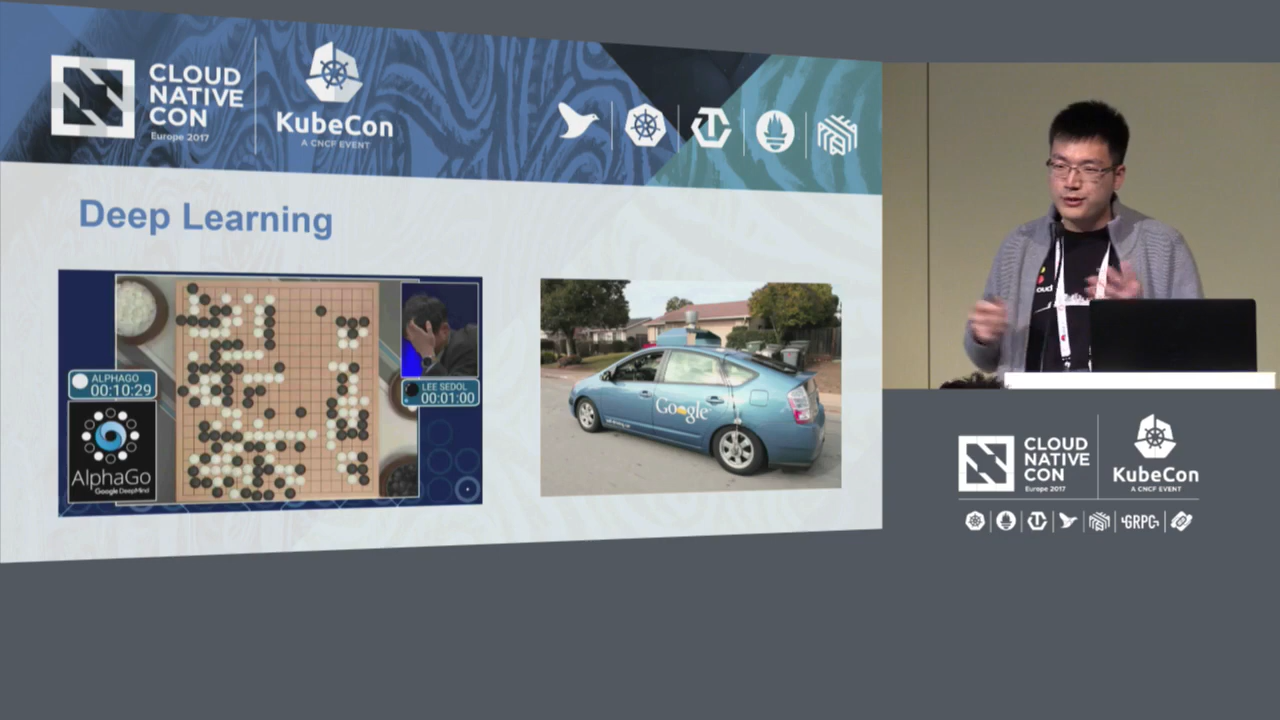 CLOUD
NATIVE
CON
Europe 2017
KubeCon
A CNCF EVENT
Deep Learning
ALPHAGO
00:10:29
AlphaGo
Google DeepMind
LEE SEDOL
00:01:00
Google
CLOUD
NATIVE
CON
Europe 2017
KubeCon
A CNCF EVENT
GRPC